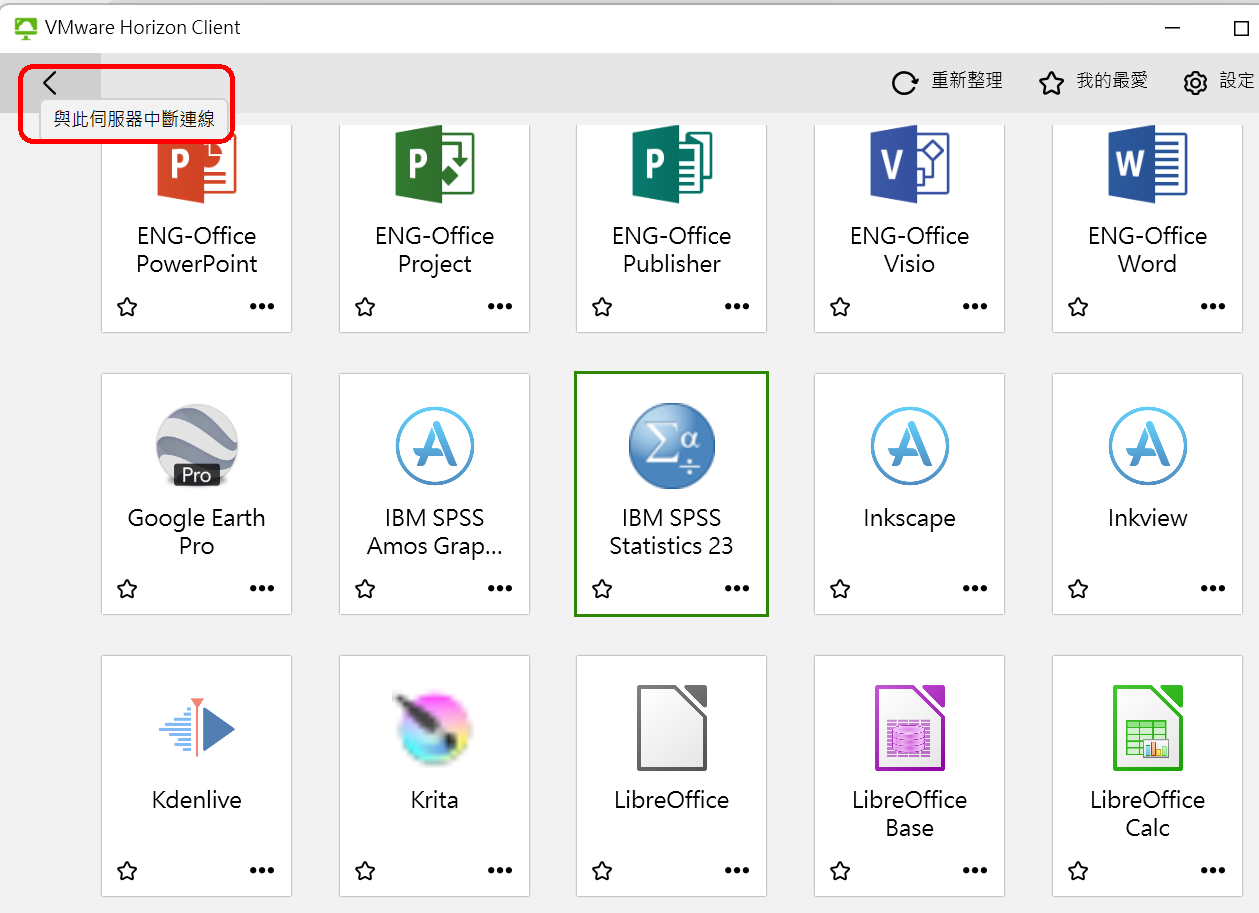 VMware Horizon Client
重新整理
我的最愛
設定
與此伺服器中斷連線
P
P
P
V
W
ENG-Office
PowerPoint
ENG-Office
Project
ENG-Office
Publisher
ENG-Office
Visio
ENG-Office
Word
Pro
Σα
Google Earth
Pro
IBM SPSS
Amos Grap...
IBM SPSS
Statistics 23
Inkscape
Inkview
Kdenlive
Krita
LibreOffice
LibreOffice
Base
LibreOffice
Calc